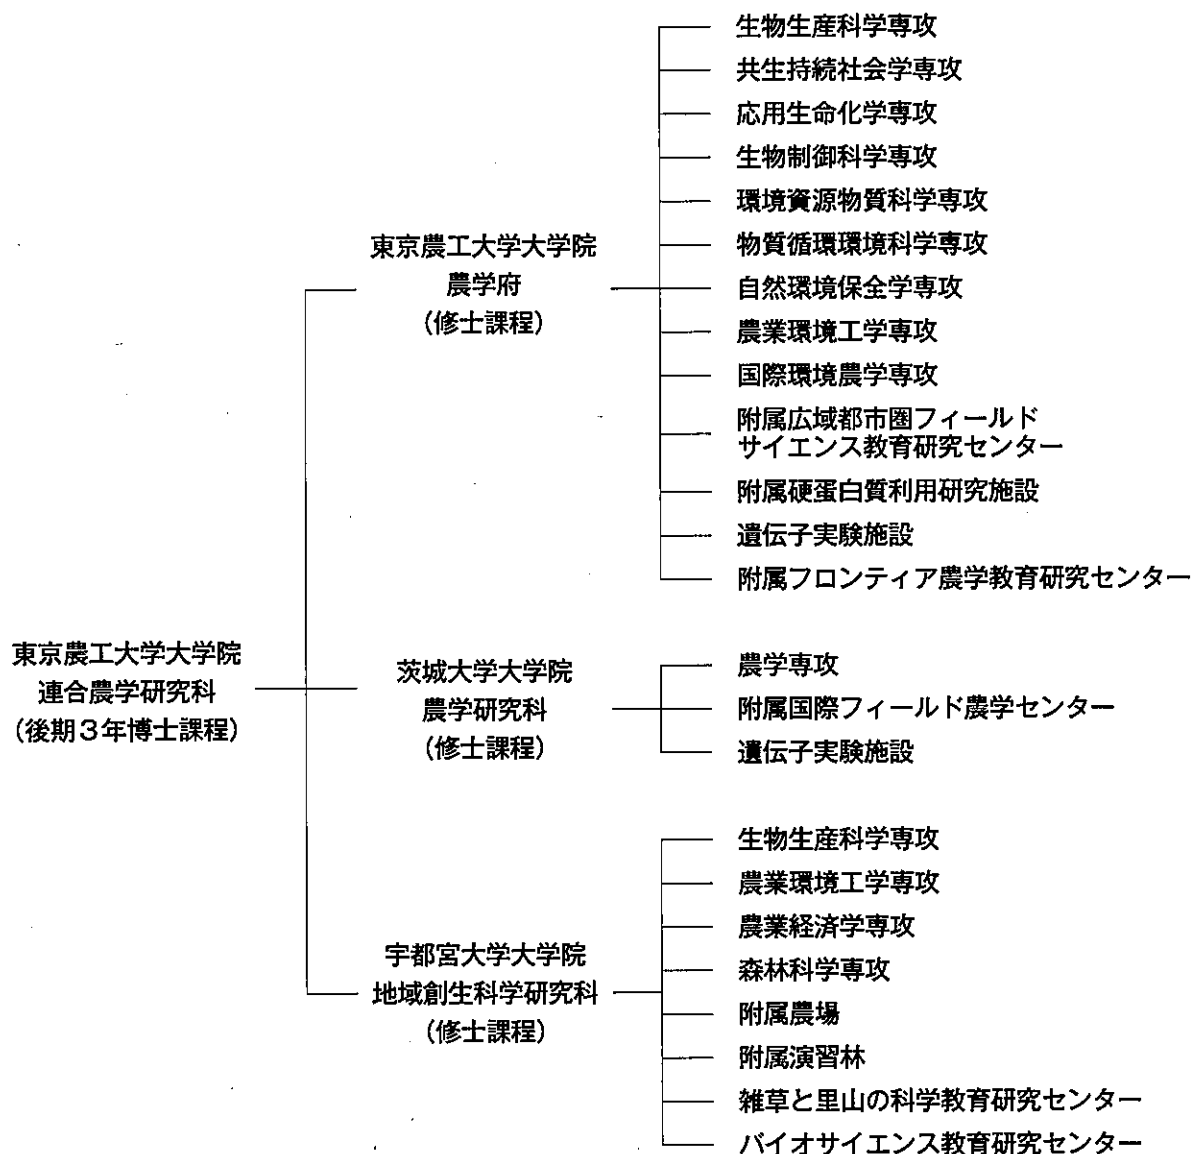 東京農工大学大学院
連合農学研究科
（後期３年博士課程）
東京農工大学大学院
農学府
（修士課程）
生物生産科学専攻
共生持続社会学専攻
応用生命化学専攻
生物制御科学専攻
環境資源物質科学専攻
物質循環環境科学専攻
自然環境保全学専攻
農業環境工学専攻
国際環境農学専攻
附属広域都市圏フィールド
サイエンス教育研究センター
附属硬蛋白質利用研究施設
遺伝子実験施設
附属フロンティア農学教育研究センター
茨城大学大学院
農学研究科
（修士課程）
農学専攻
附属国際フィールド農学センター
遺伝子実験施設
宇都宮大学大学院
地域創生科学研究科
（修士課程）
生物生産科学専攻
農業環境工学専攻
農業経済学専攻
森林科学専攻
附属農場
附属演習林
雑草と里山の科学教育研究センター
バイオサイエンス教育研究センター